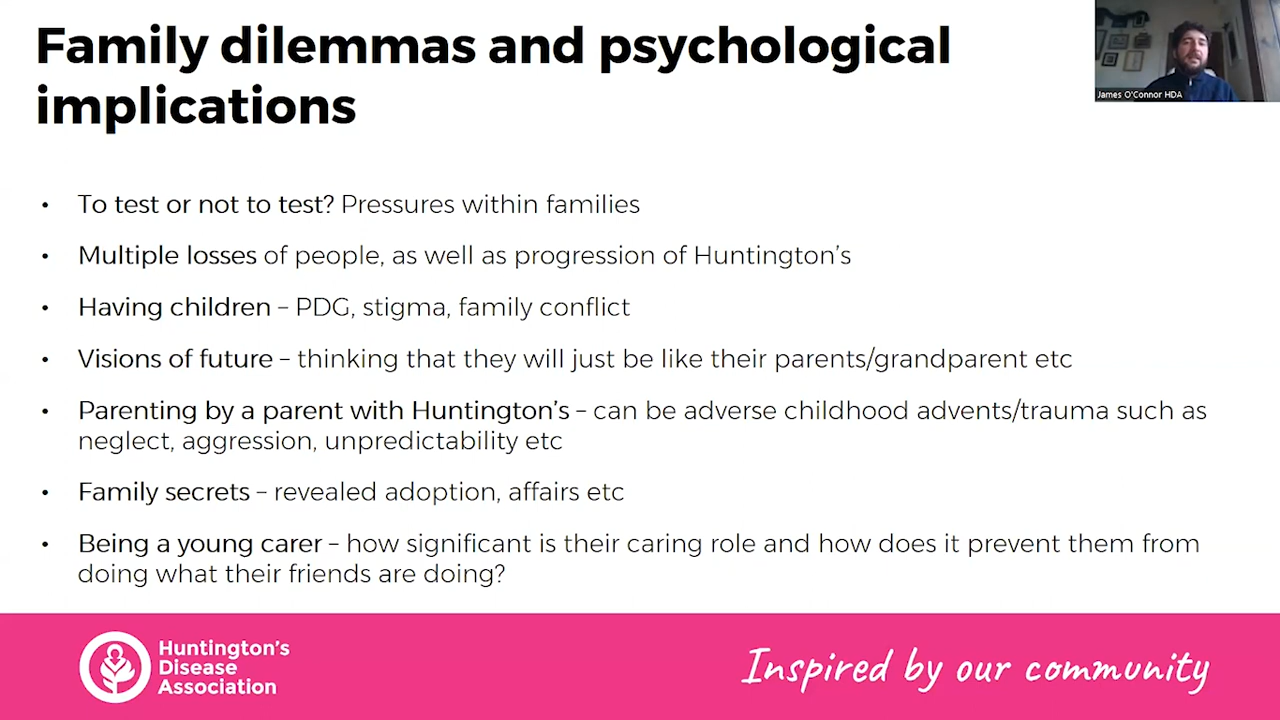 Family dilemmas and psychological
implications
James O'Connor HDA
• To test or not to test? Pressures within families
• Multiple losses of people, as well as progression of Huntington's
• Having children – PDG, stigma, family conflict
• Visions of future – thinking that they will just be like their parents/grandparent etc
• Parenting by a parent with Huntington's – can be adverse childhood advents/trauma such as
neglect, aggression, unpredictability etc
• Family secrets – revealed adoption, affairs etc
• Being a young carer – how significant is their caring role and how does it prevent them from
doing what their friends are doing?
Huntington's
Disease
Association
Inspired by our community